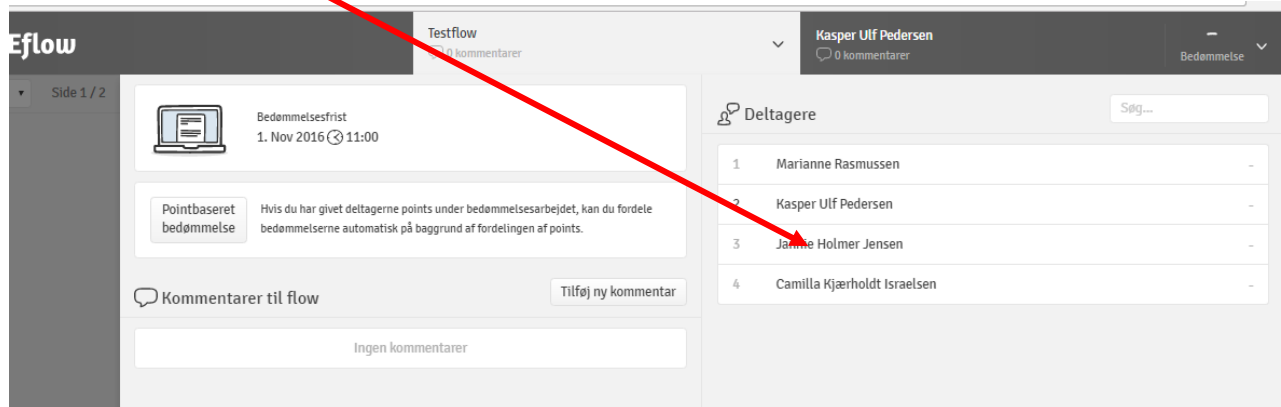 Eflow
Testflow
0 kommentarer
Kasper Ulf Pedersen
0 kommentarer
–
Bedømmelse
Side 1 / 2
Bedømmelsesfrist
1. Nov 2016 11:00
Pointbaseret
bedømmelse
Hvis du har givet deltagerne points under bedømmelsesarbejdet, kan du fordele
bedømmelserne automatisk på baggrund af fordelingen af points.
Kommentarer til flow
Tilføj ny kommentar
Ingen kommentarer
Deltagere
Søg...
1 Marianne Rasmussen -
2 Kasper Ulf Pedersen -
3 Jannie Holmer Jensen -
4 Camilla Kjærholdt Israelsen -